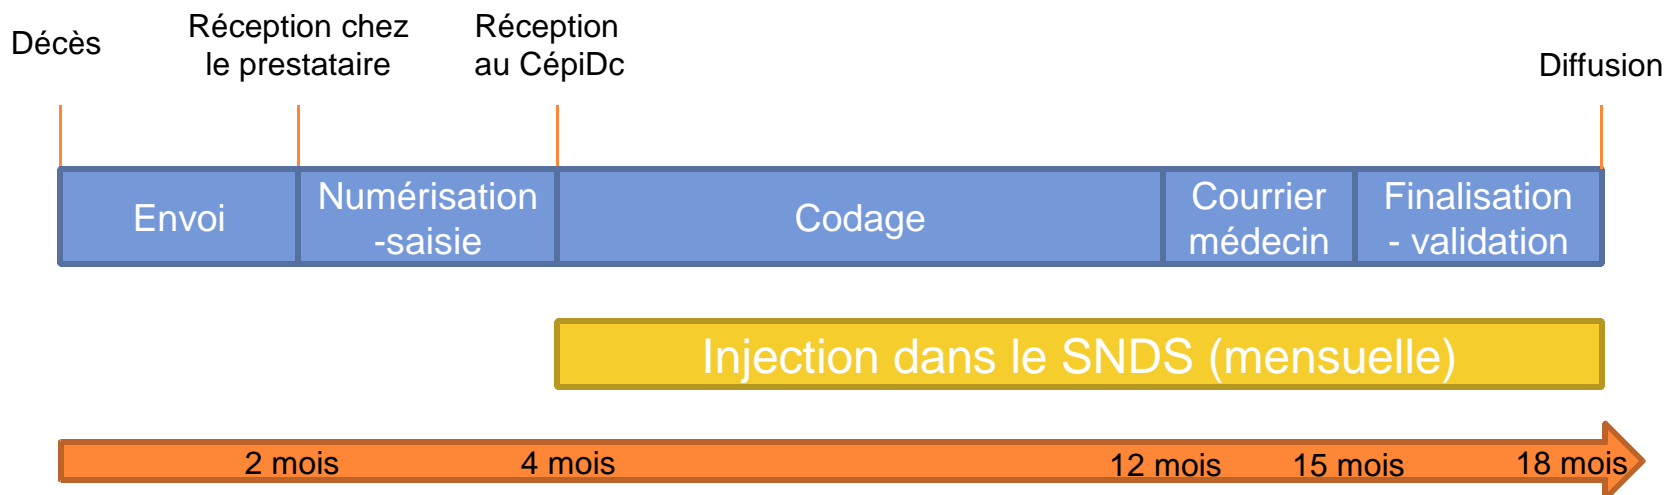 Décès
Réception chez
le prestataire
Réception
au CépiDc
Diffusion
Envoi
Numérisation
-saisie
Codage
Courrier
médecin
Finalisation
- validation
Injection dans le SNDS (mensuelle)
2 mois
4 mois
12 mois
15 mois
18 mois